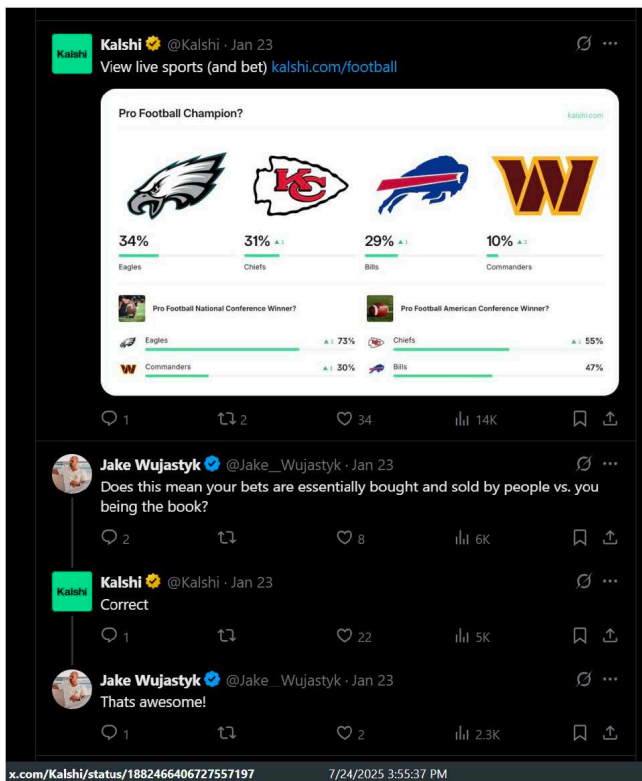 Kalshi
Kalshi @Kalshi · Jan 23
View live sports (and bet) kalshi.com/football
Pro Football Champion?
kalshi.com
KC
W
34%
31% ▲ 1
29% ▲ 1
10% ▲ 2
Eagles
Chiefs
Bills
Commanders
Pro Football National Conference Winner?
Eagles ▲ 1 73%
Commanders ▲ 1 30%
Pro Football American Conference Winner?
Chiefs ▲ 1 55%
Bills 47%
1 2 34 14K
Jake Wujastyk @Jake__Wujastyk · Jan 23
Does this mean your bets are essentially bought and sold by people vs. you
being the book?
2 8 6K
Kalshi
Kalshi @Kalshi · Jan 23
Correct
1 22 5K
Jake Wujastyk @Jake__Wujastyk · Jan 23
Thats awesome!
1 2 2.3K
x.com/Kalshi/status/1882466406727557197 7/24/2025 3:55:37 PM